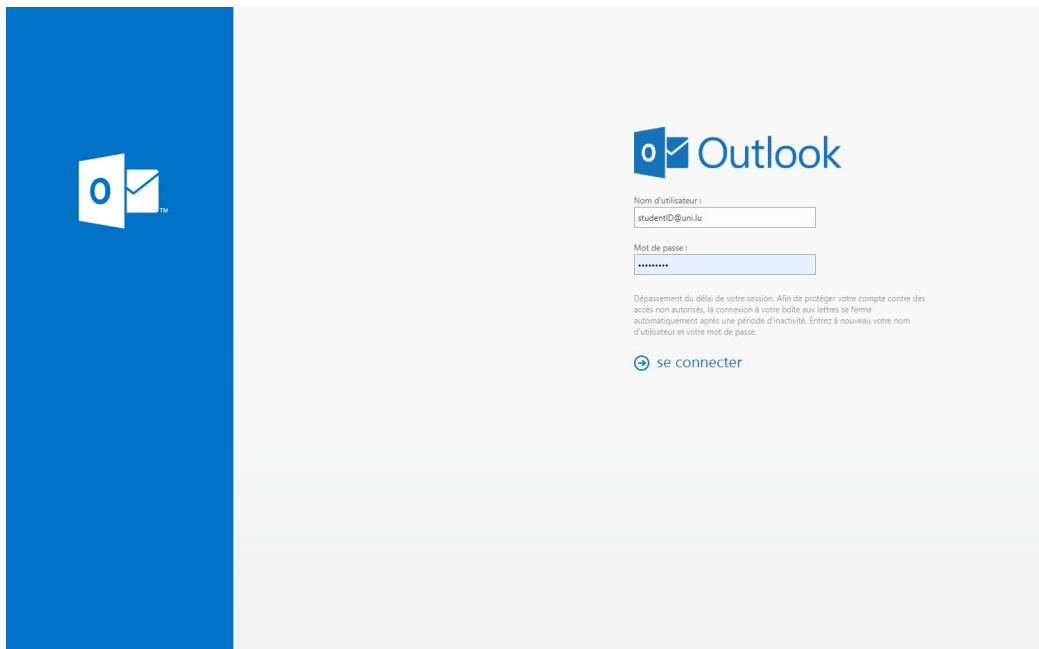 O
TM
O Outlook
Nom d'utilisateur :
studentID@uni.lu
Mot de passe :
•••••••••
Dépassement du délai de votre session. Afin de protéger votre compte contre des
accès non autorisés, la connexion à votre boîte aux lettres se ferme
automatiquement après une période d'inactivité. Entrez à nouveau votre nom
d'utilisateur et votre mot de passe.
se connecter